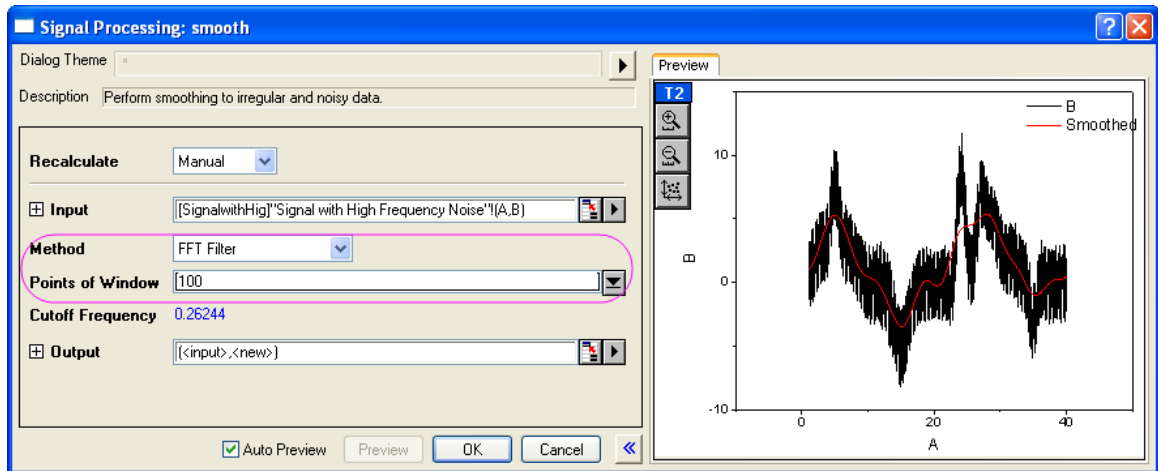 Signal Processing: smooth
Dialog Theme *
Description Perform smoothing to irregular and noisy data.
Recalculate Manual
Input [SignalwithHig]"Signal with High Frequency Noise"!(A,B)
Method FFT Filter
Points of Window 100
Cutoff Frequency 0.26244
Output (<input>,<new>)
Auto Preview Preview OK Cancel
Preview
T2
B
Smoothed
10
0
-10
B
0 20 40
A